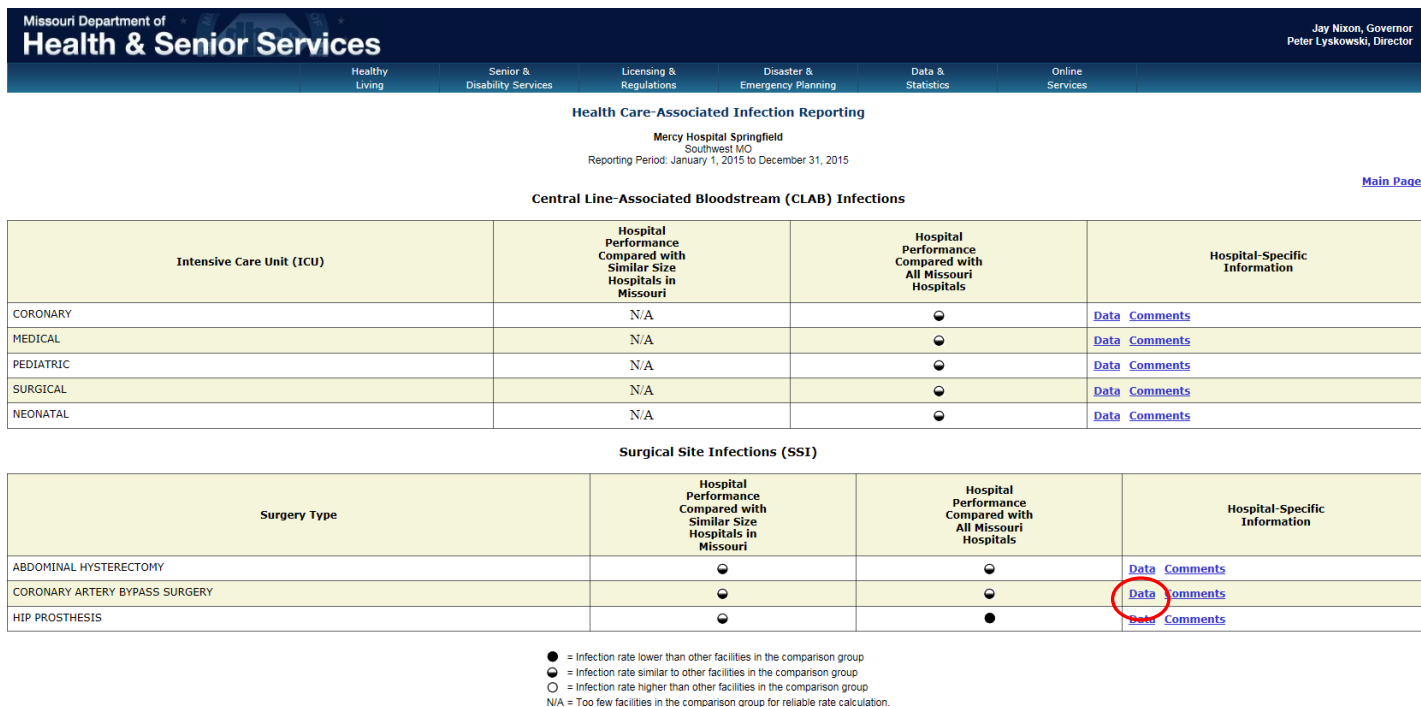 Missouri Department of
Health & Senior Services
Jay Nixon, Governor
Peter Lyskowski, Director
Healthy Living
Senior & Disability Services
Licensing & Regulations
Disaster & Emergency Planning
Data & Statistics
Online Services
Health Care-Associated Infection Reporting
Mercy Hospital Springfield
Southwest MO
Reporting Period: January 1, 2015 to December 31, 2015
Main Page
Central Line-Associated Bloodstream (CLAB) Infections
Intensive Care Unit (ICU)
Hospital
Performance
Compared with
Similar Size
Hospitals in
Missouri
Hospital
Performance
Compared with
All Missouri
Hospitals
Hospital-Specific
Information
CORONARY N/A Data Comments
MEDICAL N/A Data Comments
PEDIATRIC N/A Data Comments
SURGICAL N/A Data Comments
NEONATAL N/A Data Comments
Surgical Site Infections (SSI)
Surgery Type
Hospital
Performance
Compared with
Similar Size
Hospitals in
Missouri
Hospital
Performance
Compared with
All Missouri
Hospitals
Hospital-Specific
Information
ABDOMINAL HYSTERECTOMY Data Comments
CORONARY ARTERY BYPASS SURGERY Data Comments
HIP PROSTHESIS Data Comments
= Infection rate lower than other facilities in the comparison group
= Infection rate similar to other facilities in the comparison group
= Infection rate higher than other facilities in the comparison group
N/A = Too few facilities in the comparison group for reliable rate calculation.